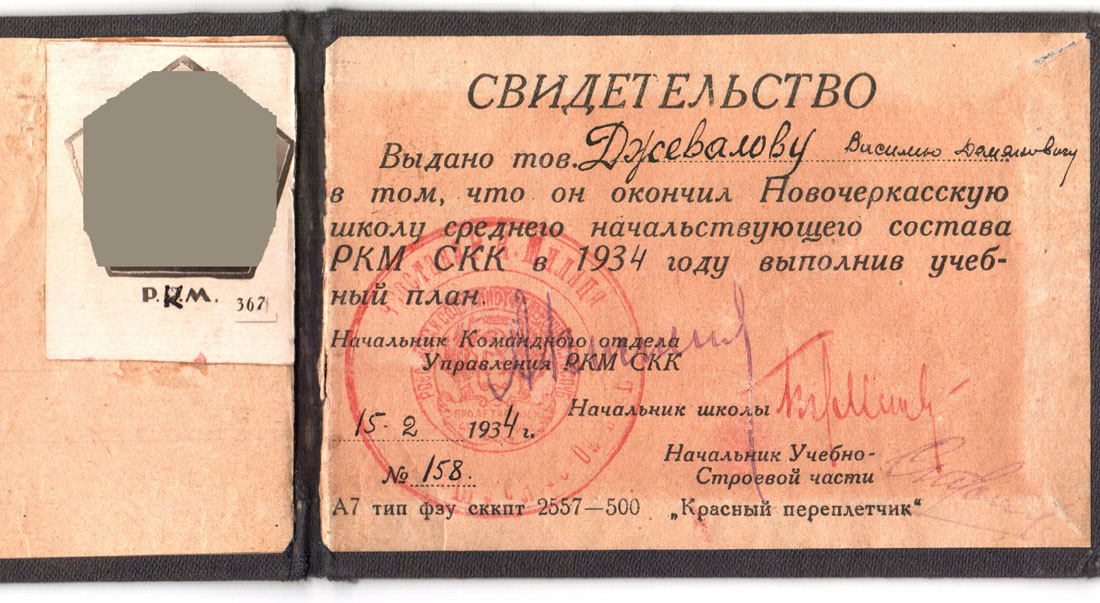 Р.К.М.
367
СВИДЕТЕЛЬСТВО
Выдано тов. Джевалову Василию Демьяновичу
в том, что он окончил Новочеркасскую
школу среднего начальствующего состава
РКМ СКК в 1934 году выполнив учеб-
ный план.
Начальник Командного отдела
Управления РКМ СКК
Начальник школы
15-2 1934 г.
Начальник Учебно-
Строевой части
№ 158.
А7 тип фзу сккпт 2557—500 „Красный переплетчик“